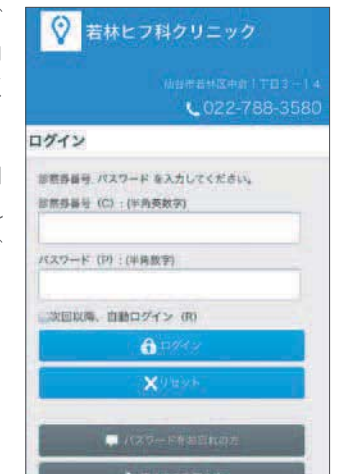 若林ヒフ科クリニック
仙台市若林区中倉1丁目3-14
022-788-3580
ログイン
診察券番号、パスワード を入力してください。
診察券番号 (C) : (半角英数字)
パスワード (P) : (半角数字)
次回以降、自動ログイン (R)
ログイン
リセット
パスワードをお忘れの方